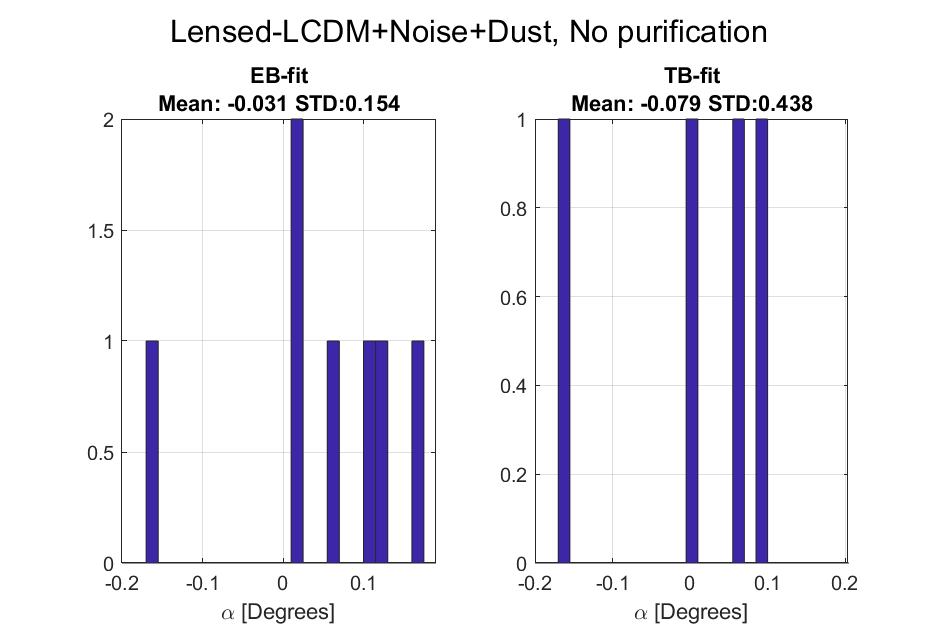 Lensed-LCDM+Noise+Dust, No purification
EB-fit
Mean: -0.031 STD:0.154
2
1.5
1
0.5
0
-0.2
-0.1
0
0.1
α [Degrees]
TB-fit
Mean: -0.079 STD:0.438
1
0.8
0.6
0.4
0.2
0
-0.2
-0.1
0
0.1
0.2
α [Degrees]